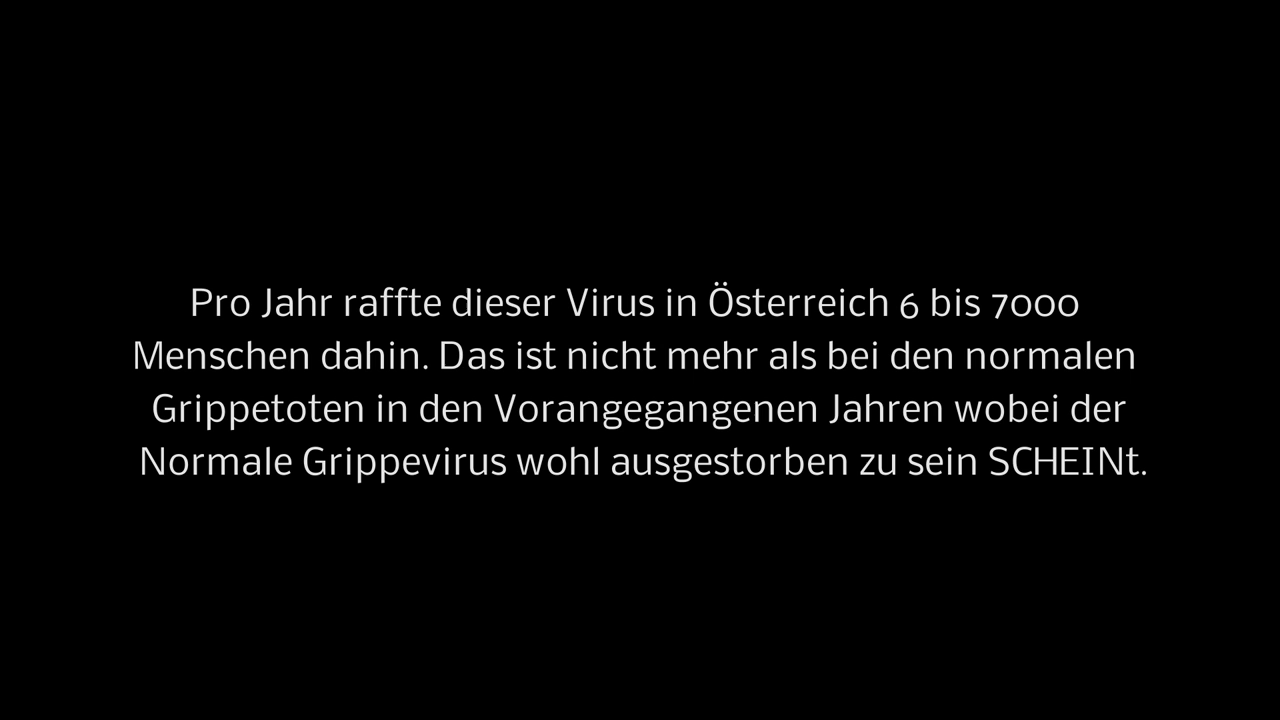 Pro Jahr raffte dieser Virus in Österreich 6 bis 7000
Menschen dahin. Das ist nicht mehr als bei den normalen
Grippetoten in den Vorangegangenen Jahren wobei der
Normale Grippevirus wohl ausgestorben zu sein SCHEINt.